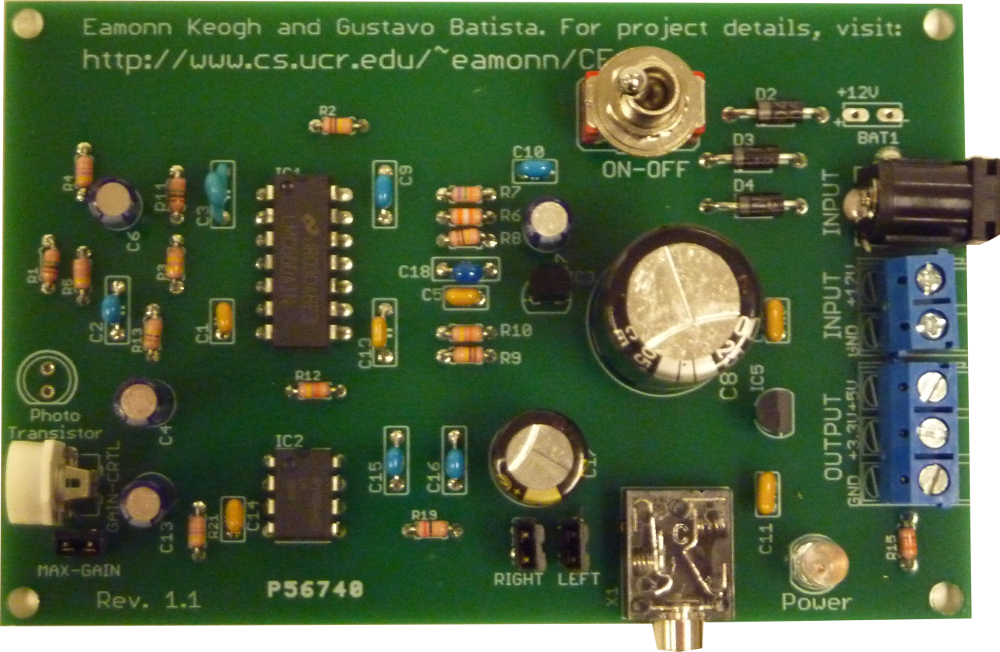 Eamonn Keogh and Gustavo Batista. For project details, visit:
http://www.cs.ucr.edu/~eamonn/CE
R2
D2
+12V
+ -
BAT1
D3
ON-OFF
D4
INPUT
R4
C6
R11
C3
IC1
C9
C10
R7
R6
R8
C18
C5
IC3
R1
R5
R3
C2
R13
C1
C13
R10
R9
C8
IC5
INPUT
+12V
GND
R12
Photo
Transistor
C4
IC2
C15
C16
C17
OUTPUT
+5V
+3.3V
GND
GAIN-CRTL
C13
R21
C14
R19
C11
R15
MAX-GAIN
RIGHT
LEFT
X1
Rev. 1.1
P56740
Power